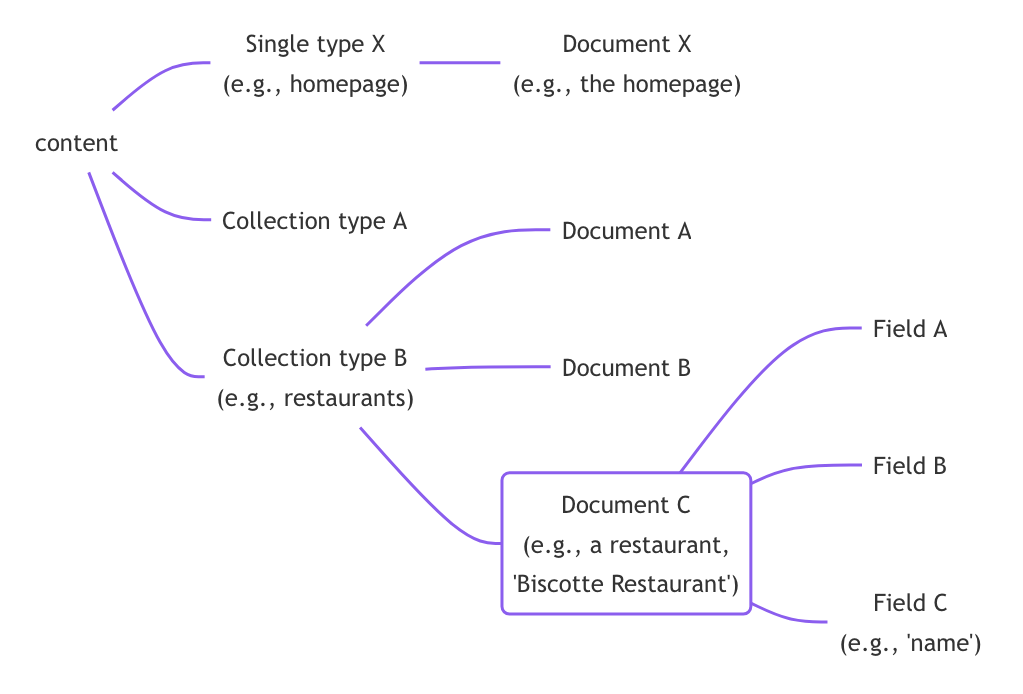 Single type X
(e.g., homepage)
Document X
(e.g., the homepage)
content
Collection type A
Document A
Collection type B
(e.g., restaurants)
Document B
Document C
(e.g., a restaurant,
'Biscotte Restaurant')
Field A
Field B
Field C
(e.g., 'name')